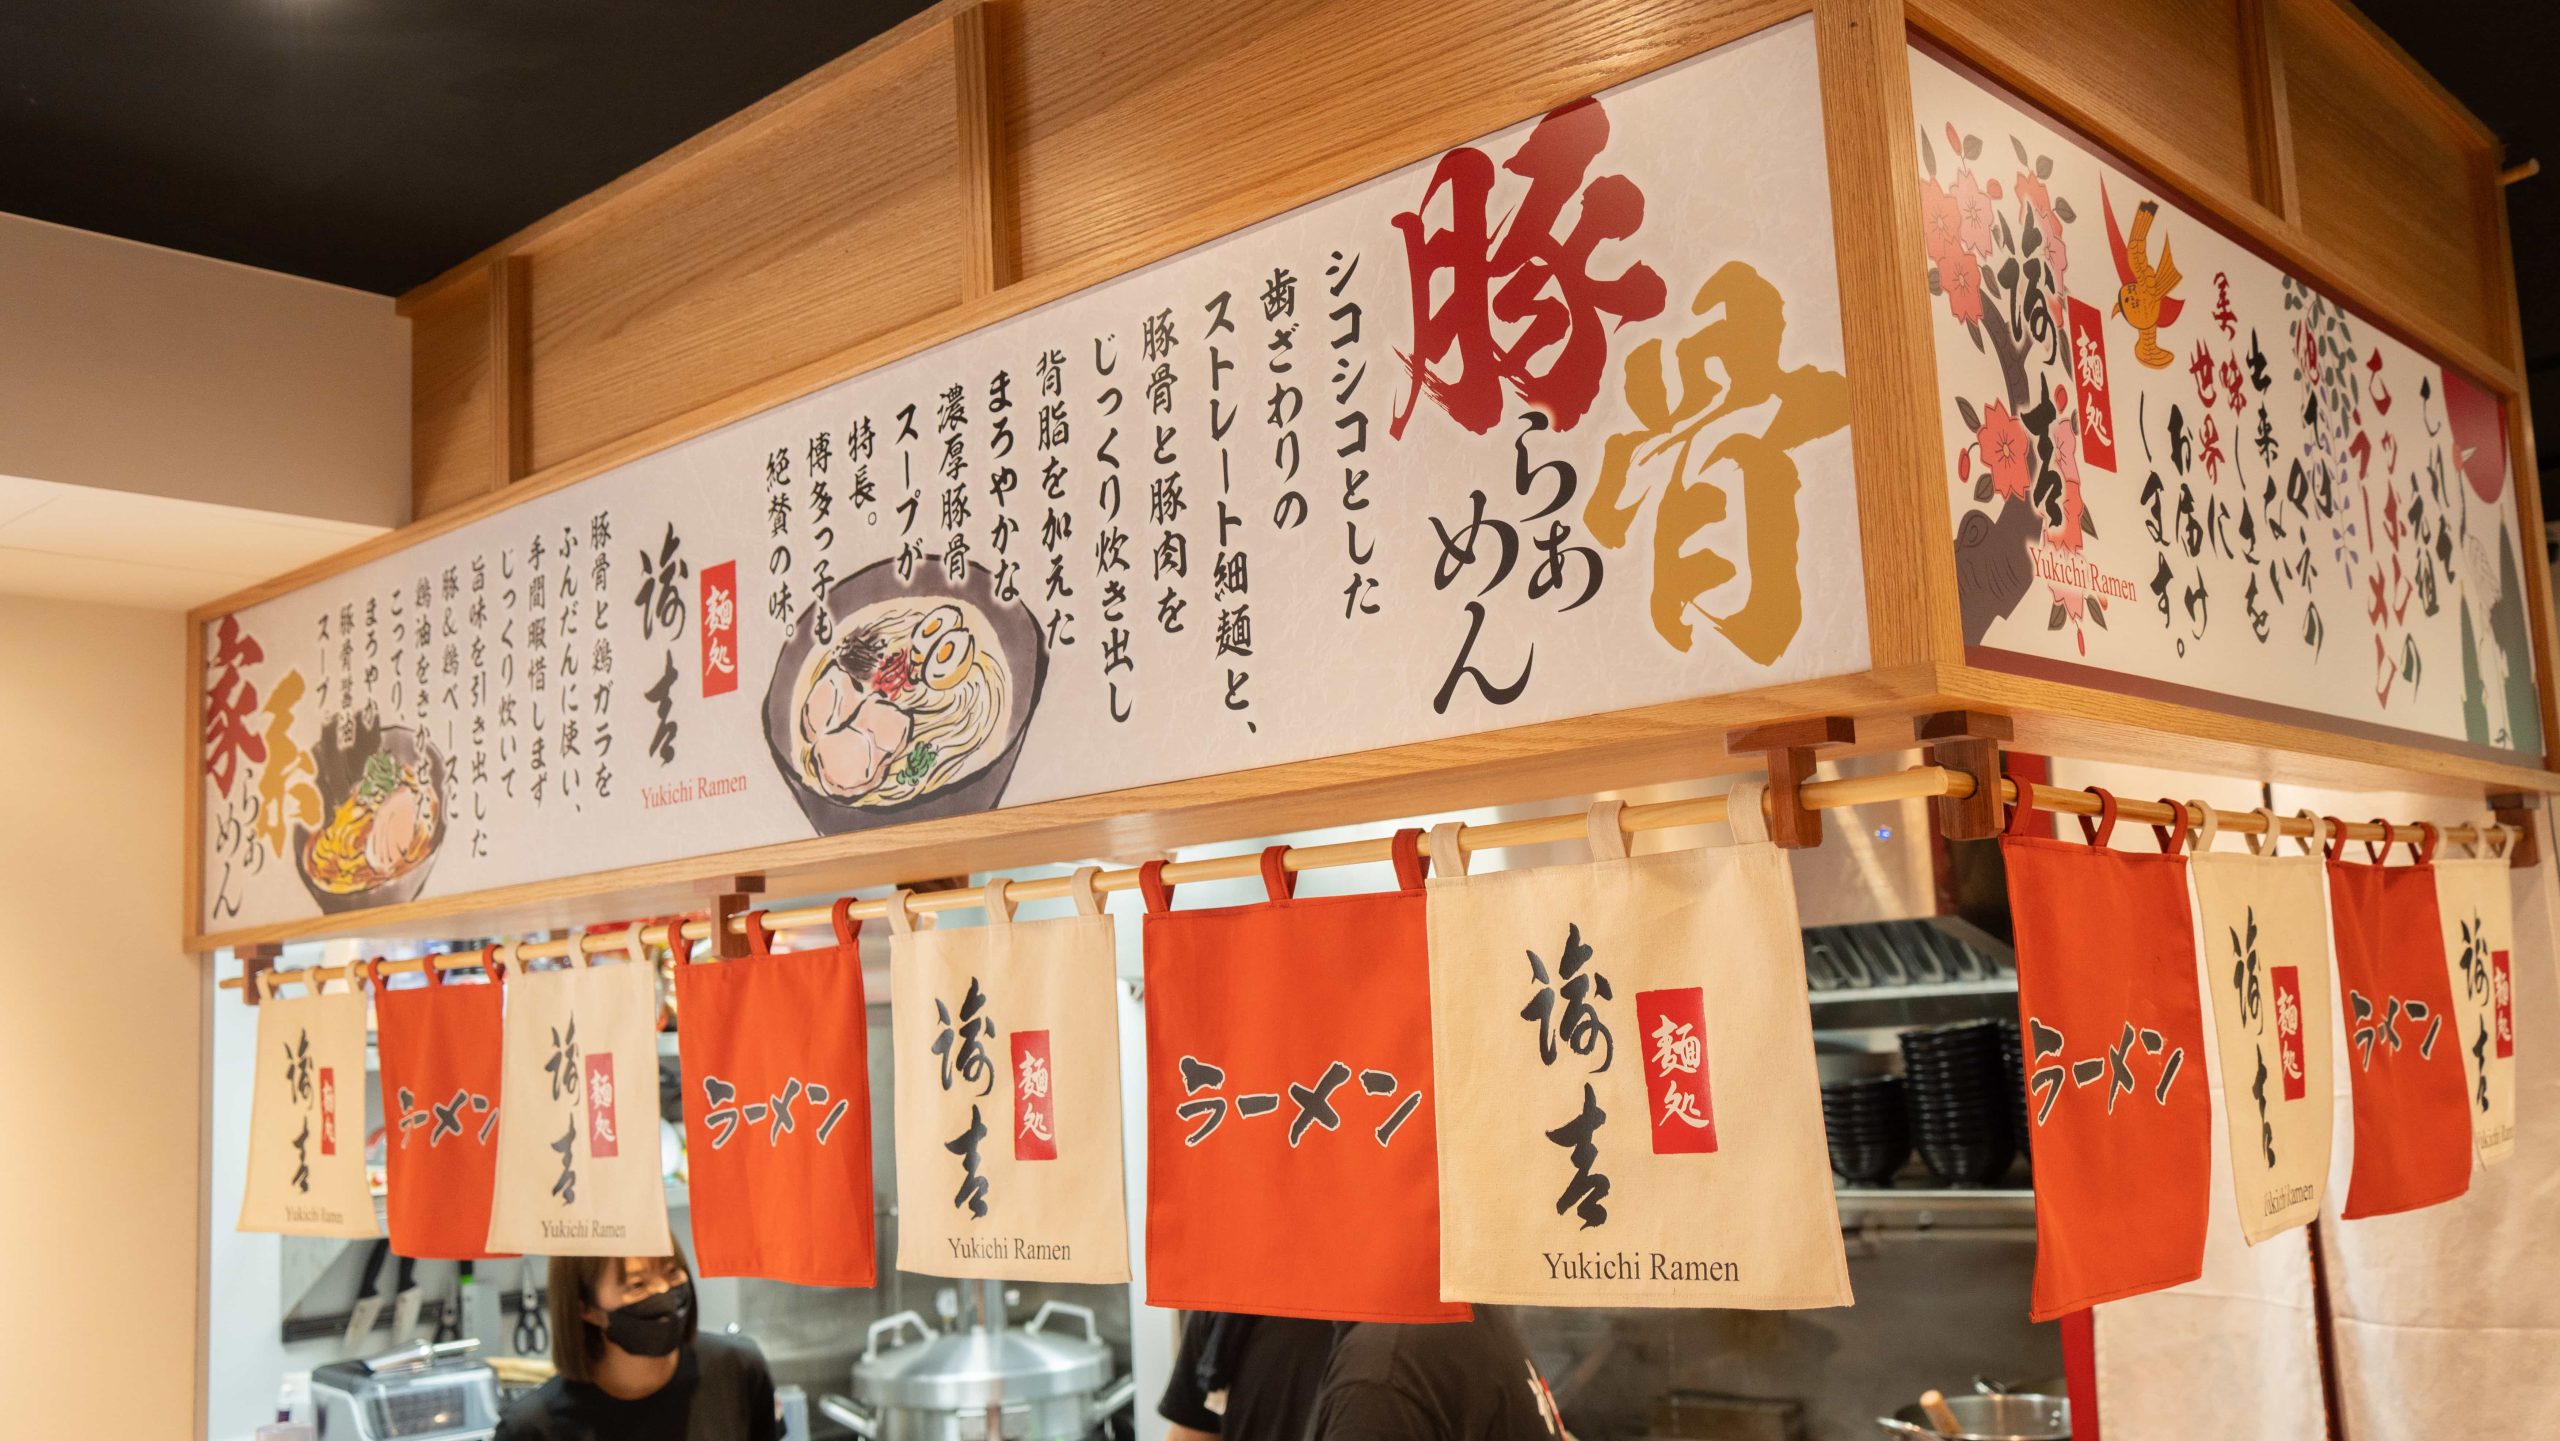 豚骨
らぁ
めん
シコシコとした
歯ざわりの
ストレート細麺と、
豚骨と豚肉を
じっくり炊き出し
背脂を加えた
まろやかな
濃厚豚骨
スープが
特長。
博多っ子も
絶賛の味。
麺処
諭吉
Yukichi Ramen
豚骨と鶏ガラを
ふんだんに使い、
手間暇惜しまず
じっくり炊いて
旨味を引き出した
豚&鶏ベースに
鶏油をきかせた
こってり、
まろやか
豚骨醤油
スープ
家系
らぁ
めん
これぞ
元祖
ニッポンの
ラーメン
他では
マネの
出来ない
美味しさを
世界に
お届け
します。
麺処
諭吉
Yukichi Ramen
諭吉
麺処
Yukichi Ramen
ラーメン
諭吉
麺処
Yukichi Ramen
ラーメン
諭吉
麺処
Yukichi Ramen
ラーメン
諭吉
麺処
Yukichi Ramen
ラーメン
諭吉
麺処
Yukichi Ramen
ラーメン
諭吉
麺処
Yukichi Ramen